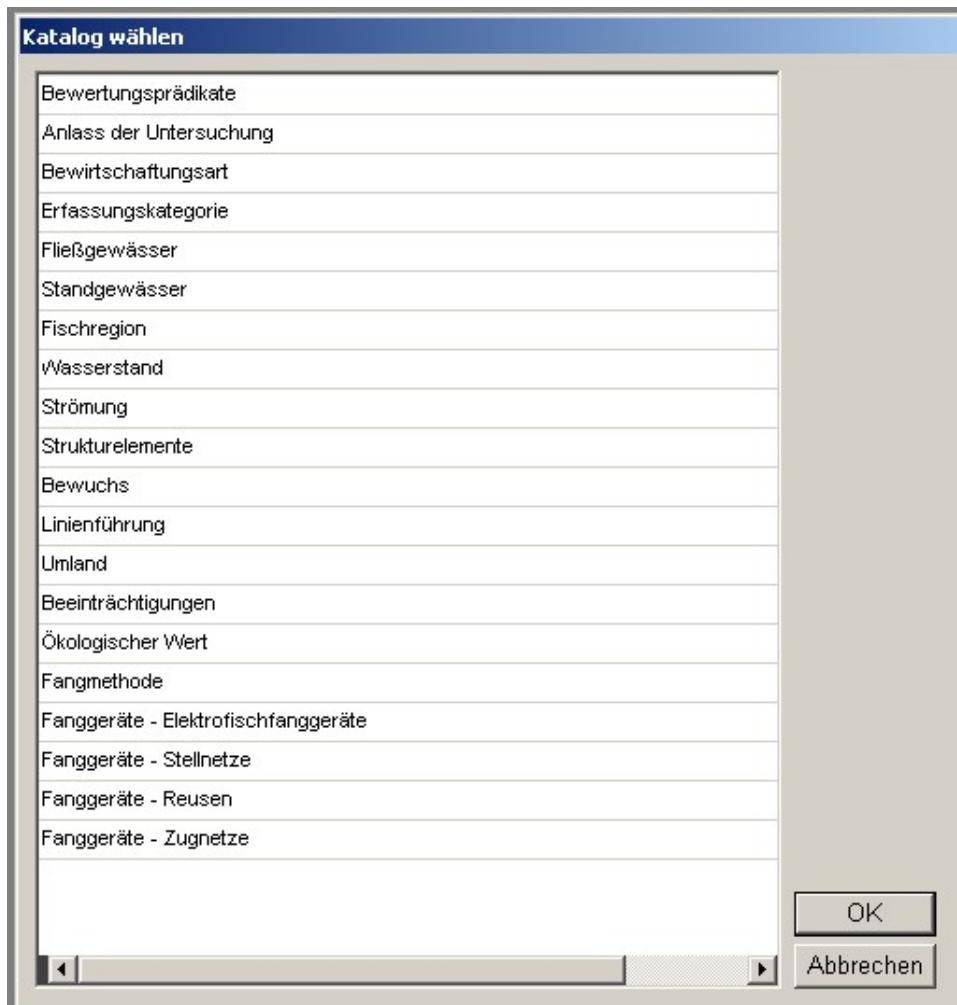 Katalog wählen
Bewertungsprädikate
Anlass der Untersuchung
Bewirtschaftungsart
Erfassungskategorie
Fließgewässer
Standgewässer
Fischregion
Wasserstand
Strömung
Strukturelemente
Bewuchs
Linienführung
Umland
Beeinträchtigungen
Ökologischer Wert
Fangmethode
Fanggeräte - Elektrofischfanggeräte
Fanggeräte - Stellnetze
Fanggeräte - Reusen
Fanggeräte - Zugnetze
OK
Abbrechen